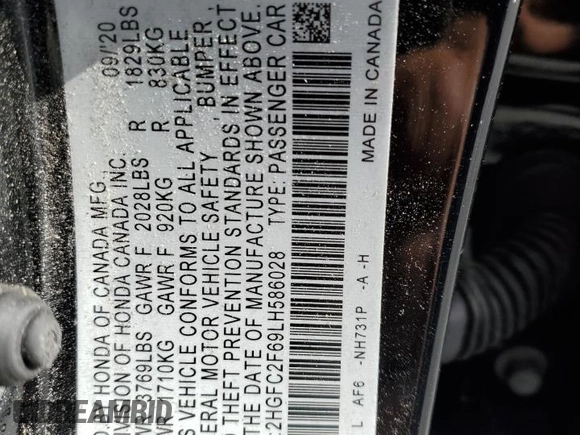 HONDA OF CANADA MFG., 09/'20
SION OF HONDA CANADA INC.
3769LBS GAWR F 2028LBS R 1829LBS
1710KG GAWR F 920KG R 830KG
VEHICLE CONFORMS TO ALL APPLICABLE
MOTOR VEHICLE SAFETY, BUMPER,
THEFT PREVENTION STANDARDS IN EFFECT
THE DATE OF MANUFACTURE SHOWN ABOVE.
2HGFC2F69LH586028 TYPE: PASSENGER CAR
L AF6 -NH731P -A -H
MADE IN CANADA
DREAMBID